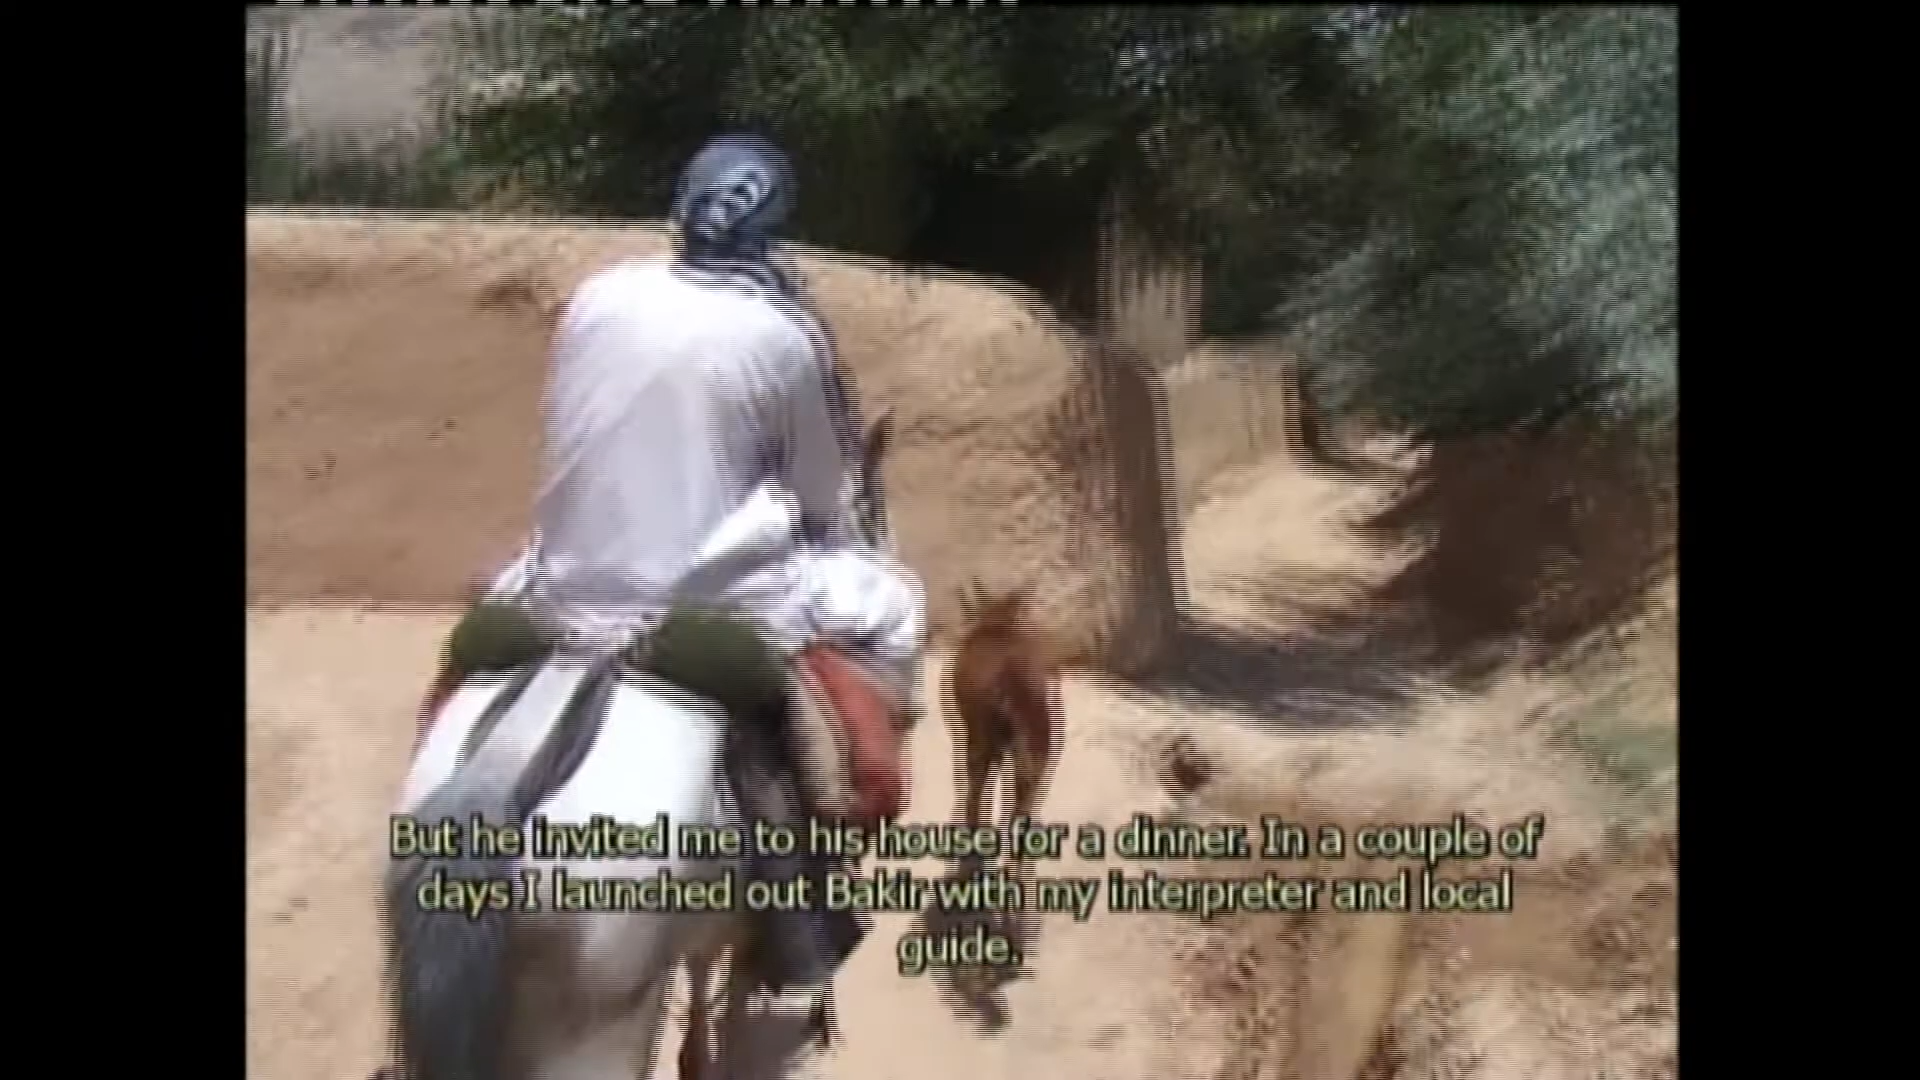 But he invited me to his house for a dinner. In a couple of
days I launched out Bakir with my interpreter and local
guide.